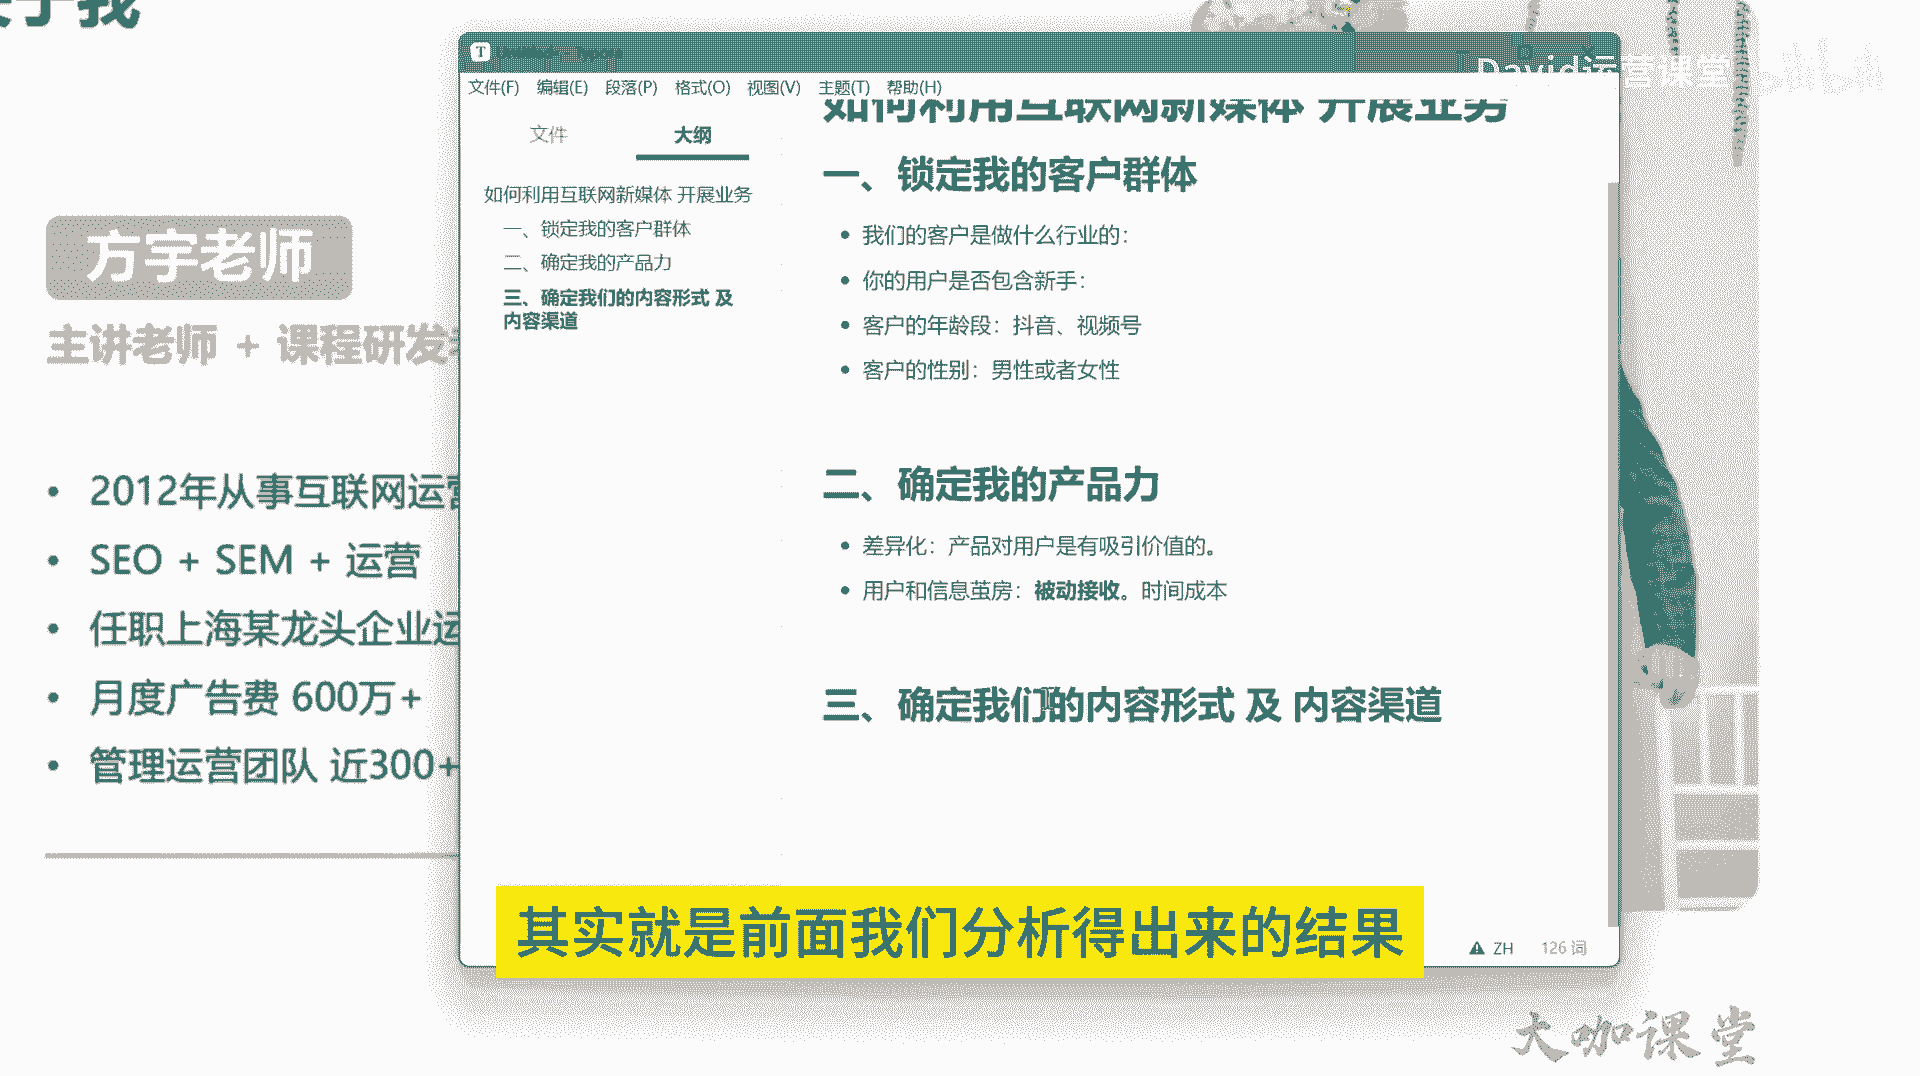 于我
方宇老师
主讲老师 + 课程研发
2012年从事互联网运营
SEO + SEM + 运营
任职上海某龙头企业运
月度广告费 600万+
管理运营团队 近300+
T
文件(F) 编辑(E) 段落(P) 格式(O) 视图(V) 主题(T) 帮助(H)
文件 大纲
如何利用互联网新媒体 开展业务
一、锁定我的客户群体
二、确定我的产品力
三、确定我们的内容形式 及
内容渠道
如何利用互联网新媒体 开展业务
一、锁定我的客户群体
我们的客户是做什么行业的：
你的用户是否包含新手：
客户的年龄段：抖音、视频号
客户的性别：男性或者女性
二、确定我的产品力
差异化：产品对用户是有吸引价值的。
用户和信息茧房：被动接收。时间成本
三、确定我们的内容形式 及 内容渠道
ZH 126 词
David运营课堂
其实就是前面我们分析得出来的结果
大咖课堂